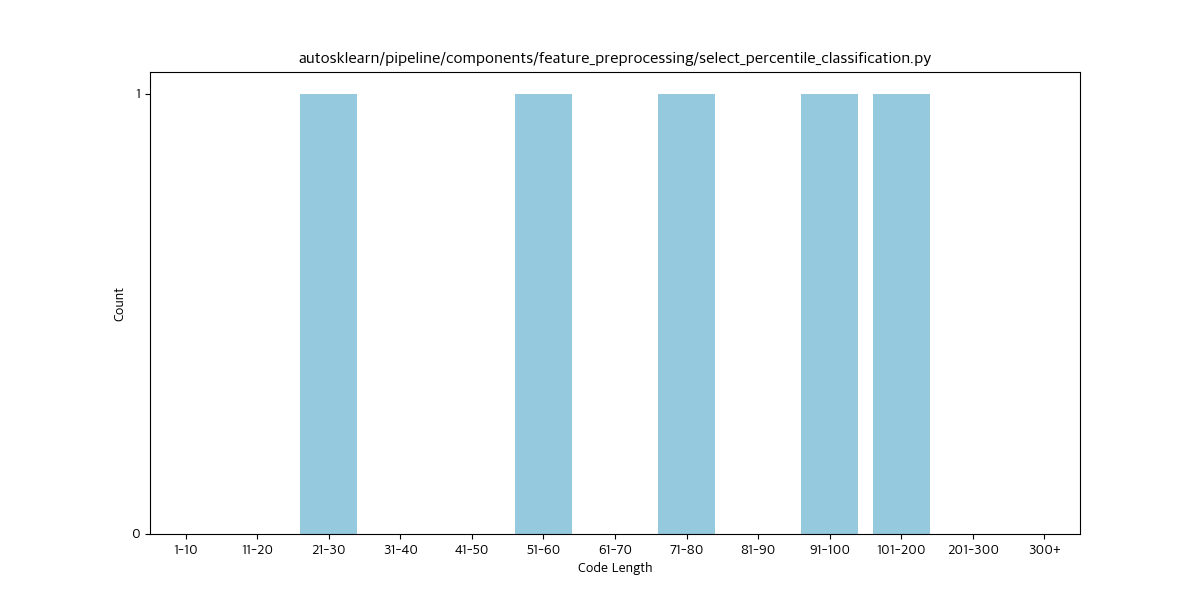 autosklearn/pipeline/components/feature_preprocessing/select_percentile_classification.py
1
Count
0
1-10 11-20 21-30 31-40 41-50 51-60 61-70 71-80 81-90 91-100 101-200 201-300 300+
Code Length